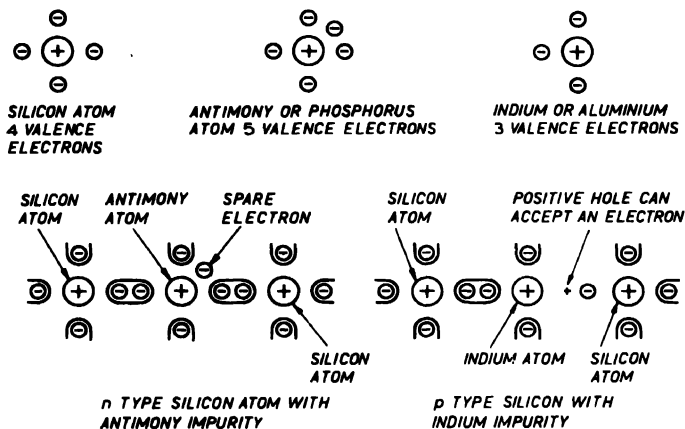 SILICON ATOM
4 VALENCE
ELECTRONS
ANTIMONY OR PHOSPHORUS
ATOM 5 VALENCE ELECTRONS
INDIUM OR ALUMINIUM
3 VALENCE ELECTRONS
SILICON
ATOM
ANTIMONY
ATOM
SPARE
ELECTRON
SILICON
ATOM
n TYPE SILICON ATOM WITH
ANTIMONY IMPURITY
SILICON
ATOM
POSITIVE HOLE CAN
ACCEPT AN ELECTRON
INDIUM ATOM
SILICON
ATOM
p TYPE SILICON WITH
INDIUM IMPURITY